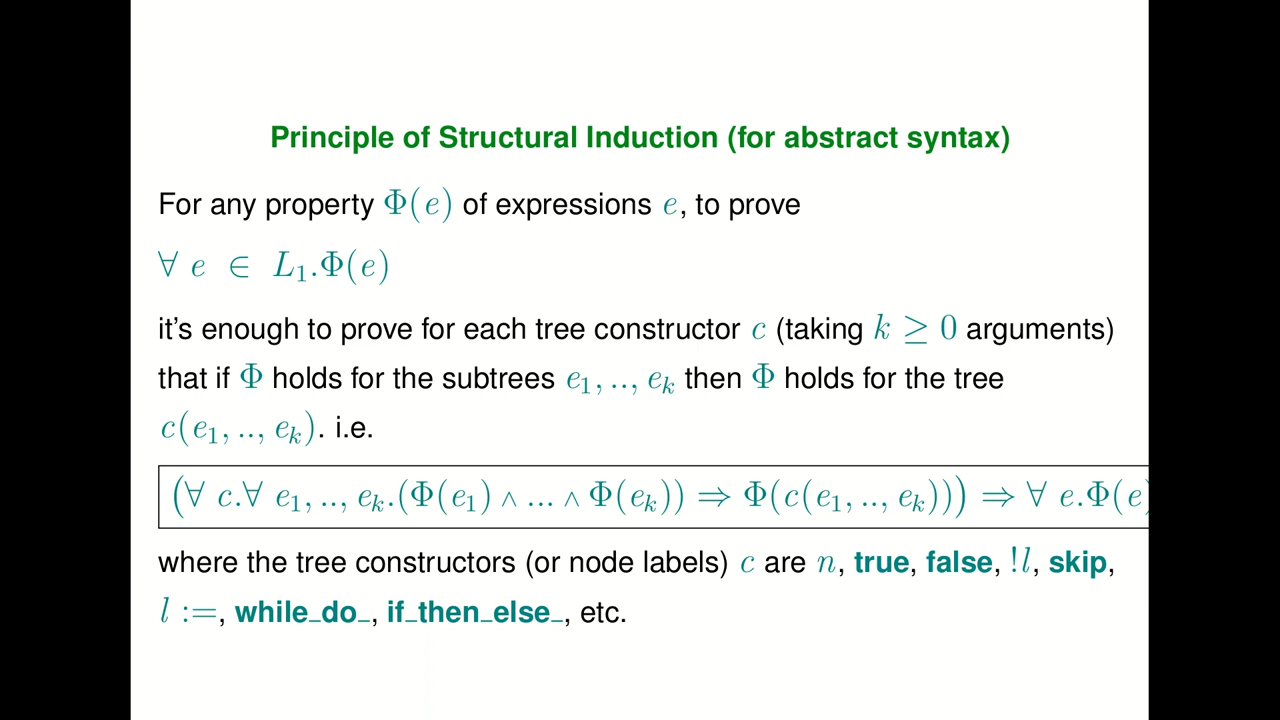 Principle of Structural Induction (for abstract syntax)
For any property Φ(e) of expressions e, to prove
∀ e ∈ L₁.Φ(e)
it's enough to prove for each tree constructor c (taking k ≥ 0 arguments)
that if Φ holds for the subtrees e₁, .., eₖ then Φ holds for the tree
c(e₁, .., eₖ). i.e.
(∀ c.∀ e₁, .., eₖ.(Φ(e₁) ∧ ... ∧ Φ(eₖ)) ⇒ Φ(c(e₁, .., eₖ))) ⇒ ∀ e.Φ(e)
where the tree constructors (or node labels) c are n, true, false, !l, skip,
l :=, while_do_, if_then_else_, etc.